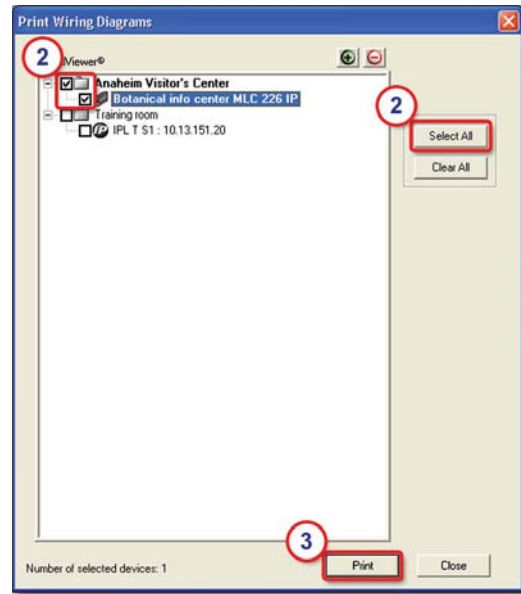 Print Wiring Diagrams
2
Viewer®
Anaheim Visitor's Center
Botanical info center MLC 226 IP
Training room
IPL T S1 : 10.13.151.20
2
Select All
Clear All
3
Number of selected devices: 1
Print
Close